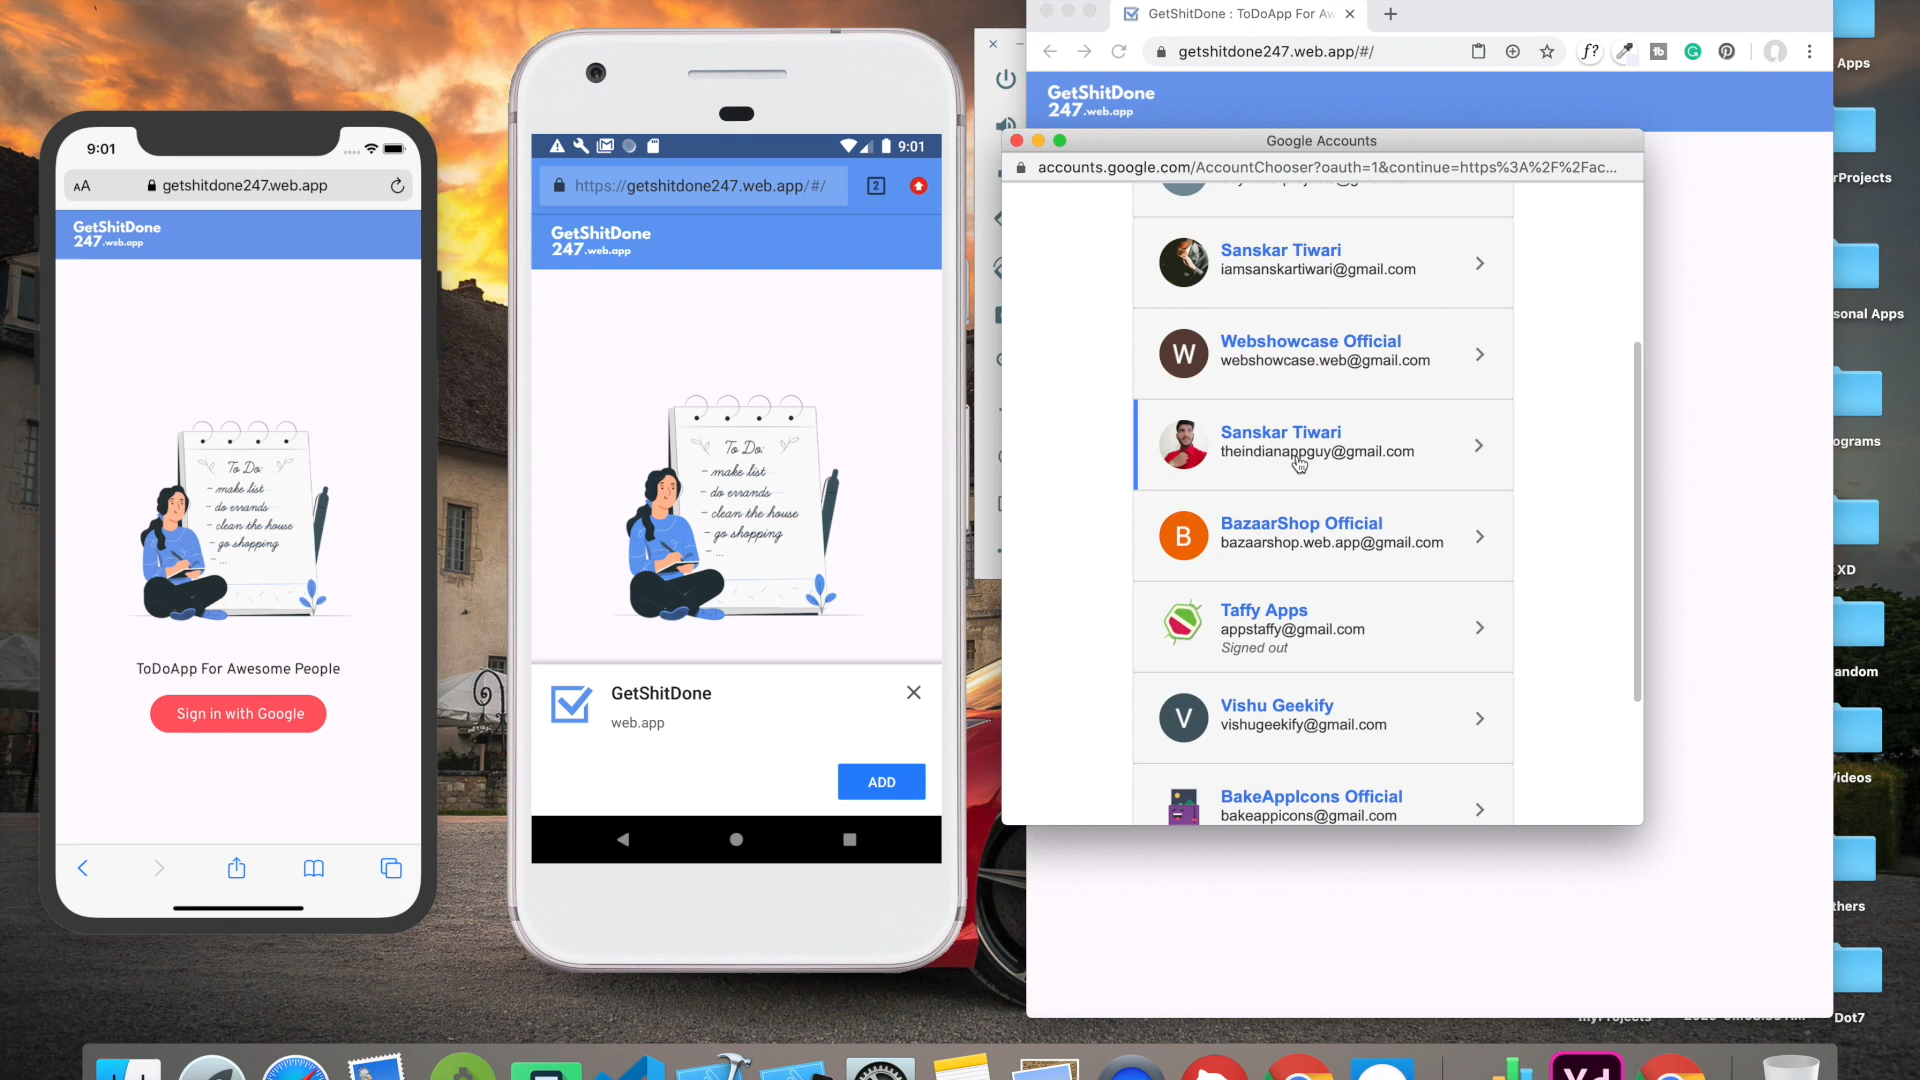 9:01
AA
getshitdone247.web.app
GetShitDone
247.web.app
To Do:
- make list
- do errands
- clean the house
- go shopping
- ...
ToDoApp For Awesome People
Sign in with Google
9:01
https://getshitdone247.web.app/#/
2
GetShitDone
247.web.app
To Do:
- make list
- do errands
- clean the house
- go shopping
- ...
GetShitDone
web.app
ADD
GetShitDone : ToDoApp For Aw
getshitdone247.web.app/#/
f?
GetShitDone
247.web.app
Google Accounts
accounts.google.com/AccountChooser?oauth=1&continue=https%3A%2F%2Fac...
Sanskar Tiwari
iamsanskartiwari@gmail.com
W
Webshowcase Official
webshowcase.web@gmail.com
Sanskar Tiwari
theindianappguy@gmail.com
B
BazaarShop Official
bazaarshop.web.app@gmail.com
Taffy Apps
appstaffy@gmail.com
Signed out
V
Vishu Geekify
vishugeekify@gmail.com
BakeAppIcons Official
bakeappicons@gmail.com
Apps
rProjects
sonal Apps
ograms
XD
andom
Videos
thers
Dot7
Xd